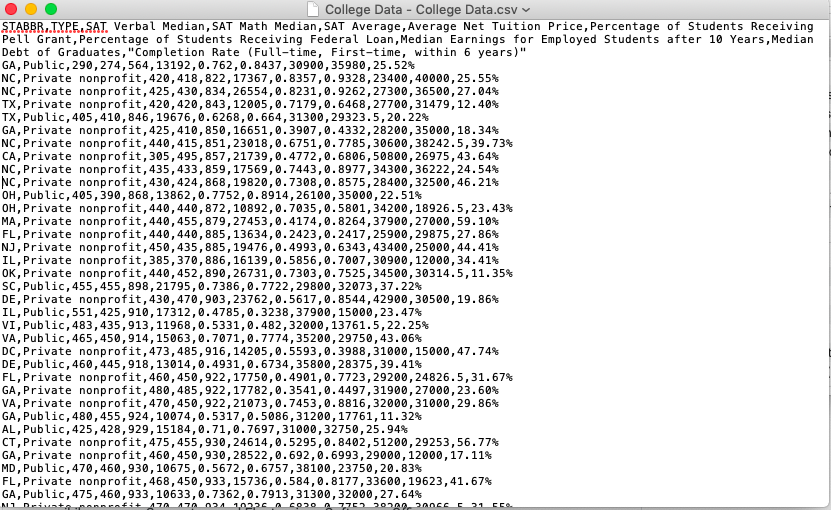 College Data - College Data.csv
STABBR,TYPE,SAT Verbal Median,SAT Math Median,SAT Average,Average Net Tuition Price,Percentage of Students Receiving
Pell Grant,Percentage of Students Receiving Federal Loan,Median Earnings for Employed Students after 10 Years,Median
Debt of Graduates,"Completion Rate (Full-time, First-time, within 6 years)"
GA,Public,290,274,564,13192,0.762,0.8437,30900,35980,25.52%
NC,Private nonprofit,420,418,822,17367,0.8357,0.9328,23400,40000,25.55%
NC,Private nonprofit,425,430,834,26554,0.8231,0.9262,27300,36500,27.04%
TX,Private nonprofit,420,420,843,12005,0.7179,0.6468,27700,31479,12.40%
TX,Public,405,410,846,19676,0.6268,0.664,31300,29323.5,20.22%
GA,Private nonprofit,425,410,850,16651,0.3907,0.4332,28200,35000,18.34%
NC,Private nonprofit,440,415,851,23018,0.6751,0.7785,30600,38242.5,39.73%
CA,Private nonprofit,305,495,857,21739,0.4772,0.6806,50800,26975,43.64%
NC,Private nonprofit,435,433,859,17569,0.7443,0.8977,34300,36222,24.54%
NC,Private nonprofit,430,424,868,19820,0.7308,0.8575,28400,32500,46.21%
OH,Public,405,390,868,13862,0.7752,0.8914,26100,35000,22.51%
OH,Private nonprofit,440,440,872,10892,0.7035,0.5801,34200,18926.5,23.43%
MA,Private nonprofit,440,455,879,27453,0.4174,0.8264,37900,27000,59.10%
FL,Private nonprofit,440,440,885,13634,0.2423,0.2417,25900,29875,27.86%
NJ,Private nonprofit,450,435,885,19476,0.4993,0.6343,43400,25000,44.41%
IL,Private nonprofit,385,370,886,16139,0.5856,0.7007,30900,12000,34.41%
OK,Private nonprofit,440,452,890,26731,0.7303,0.7525,34500,30314.5,11.35%
SC,Public,455,455,898,21795,0.7386,0.7722,29800,32073,37.22%
DE,Private nonprofit,430,470,903,23762,0.5617,0.8544,42900,30500,19.86%
IL,Public,551,425,910,17312,0.4785,0.3238,37900,15000,23.47%
VI,Public,483,435,913,11968,0.5331,0.482,32000,13761.5,22.25%
VA,Public,465,450,914,15063,0.7071,0.7774,35200,29750,43.06%
DC,Private nonprofit,473,485,916,14205,0.5593,0.3988,31000,15000,47.74%
DE,Public,460,445,918,13014,0.4931,0.6734,35800,28375,39.41%
FL,Private nonprofit,460,450,922,17750,0.4901,0.7723,29200,24826.5,31.67%
GA,Public,480,485,922,17782,0.3541,0.4497,31900,27000,23.60%
VA,Private nonprofit,470,450,922,21073,0.7453,0.8816,32000,31000,29.86%
GA,Public,480,455,924,10074,0.5317,0.5086,31200,17761,11.32%
AL,Public,425,428,929,15184,0.71,0.7697,31000,32750,25.94%
CT,Private nonprofit,475,455,930,24614,0.5295,0.8402,51200,29253,56.77%
GA,Private nonprofit,460,450,930,28522,0.692,0.6993,29000,12000,17.11%
MD,Public,470,460,930,10675,0.5672,0.6757,38100,23750,20.83%
FL,Private nonprofit,468,450,933,15736,0.584,0.8177,33600,19623,41.67%
GA,Public,475,460,933,10633,0.7362,0.7913,31300,32000,27.64%